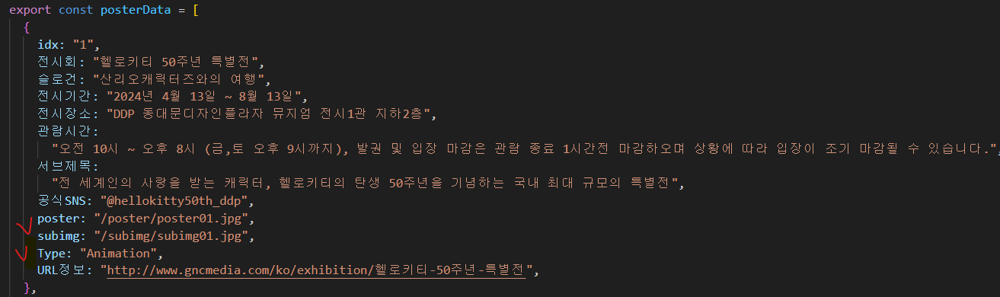 export const posterData = [
{
idx: "1",
전시회: "헬로키티 50주년 특별전",
슬로건: "산리오캐릭터즈와의 여행",
전시기간: "2024년 4월 13일 ~ 8월 13일",
전시장소: "DDP 동대문디자인플라자 뮤지엄 전시1관 지하2층",
관람시간:
"오전 10시 ~ 오후 8시 (금,토 오후 9시까지), 발권 및 입장 마감은 관람 종료 1시간전 마감하오며 상황에 따라 입장이 조기 마감될 수 있습니다.",
서브제목:
"전 세계인의 사랑을 받는 캐릭터, 헬로키티의 탄생 50주년을 기념하는 국내 최대 규모의 특별전",
공식SNS: "@hellokitty50th_ddp",
poster: "/poster/poster01.jpg",
subimg: "/subimg/subimg01.jpg",
Type: "Animation",
URL정보: "http://www.gncmedia.com/ko/exhibition/헬로키티-50주년-특별전",
},